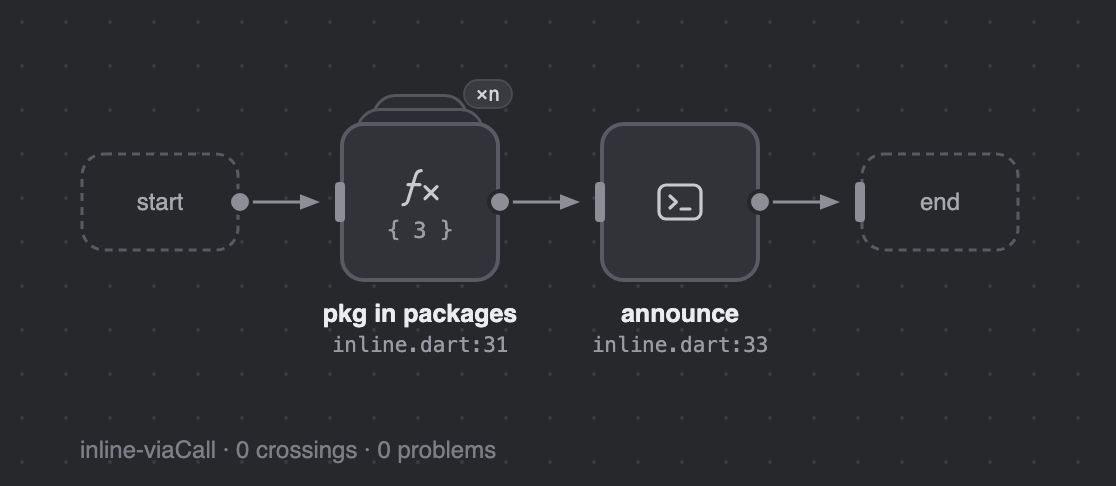 ×n
start
fx
{ 3 }
>_
end
pkg in packages
announce
inline.dart:31
inline.dart:33
inline-viaCall · 0 crossings · 0 problems